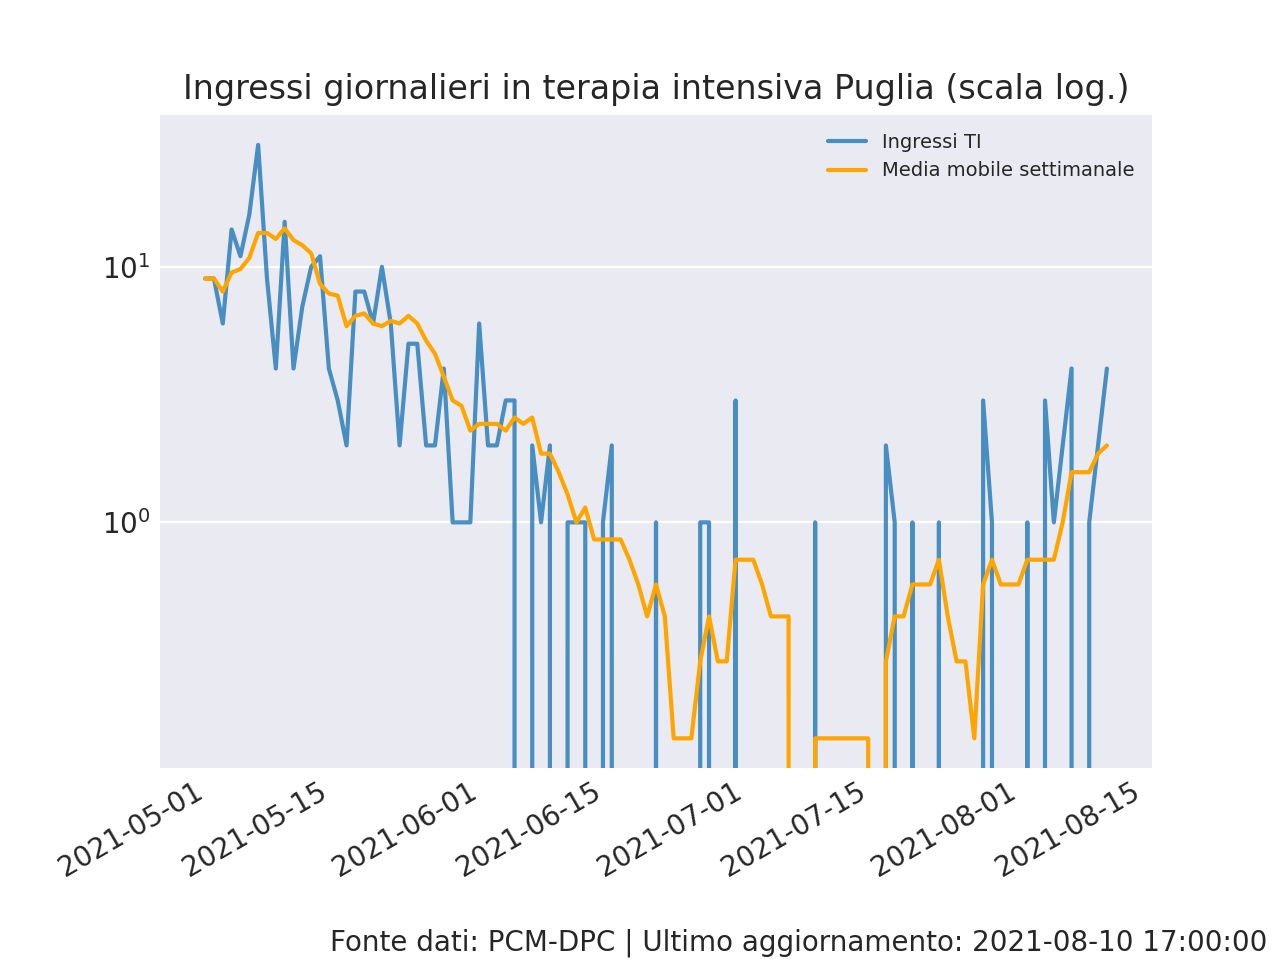 Ingressi giornalieri in terapia intensiva Puglia (scala log.)
Ingressi TI
Media mobile settimanale
10¹
10⁰
2021-05-01
2021-05-15
2021-06-01
2021-06-15
2021-07-01
2021-07-15
2021-08-01
2021-08-15
Fonte dati: PCM-DPC | Ultimo aggiornamento: 2021-08-10 17:00:00